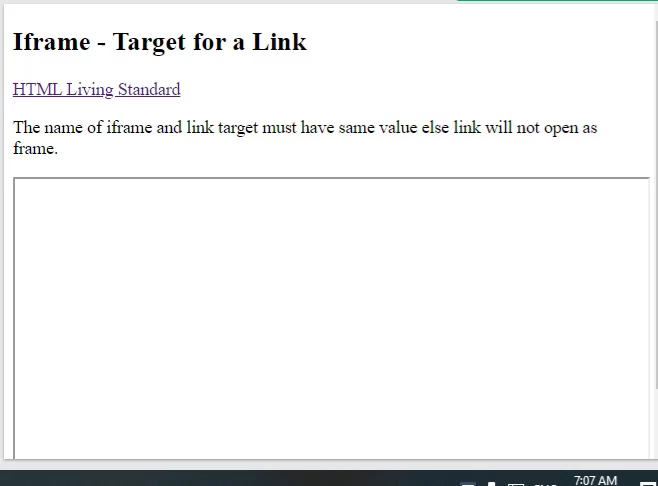 Iframe - Target for a Link
HTML Living Standard
The name of iframe and link target must have same value else link will not open as
frame.
7:07 AM